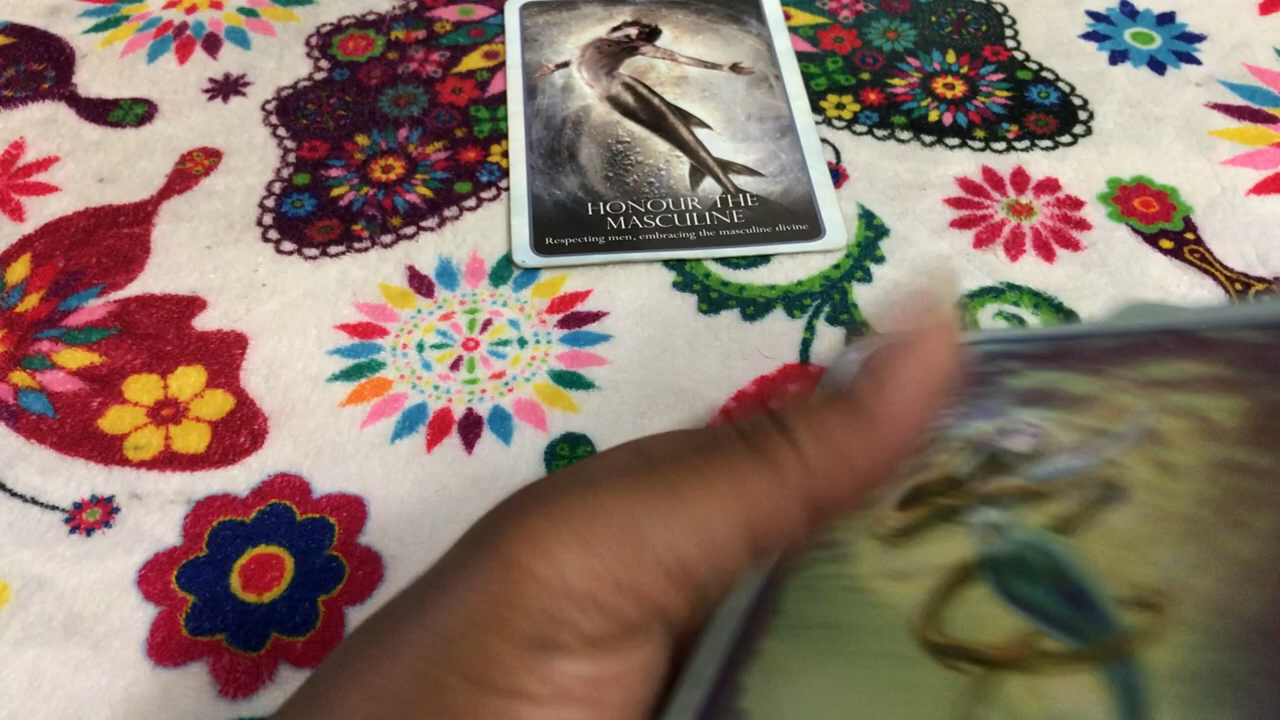 HONOUR THE
MASCULINE
Respecting men, embracing the masculine divine